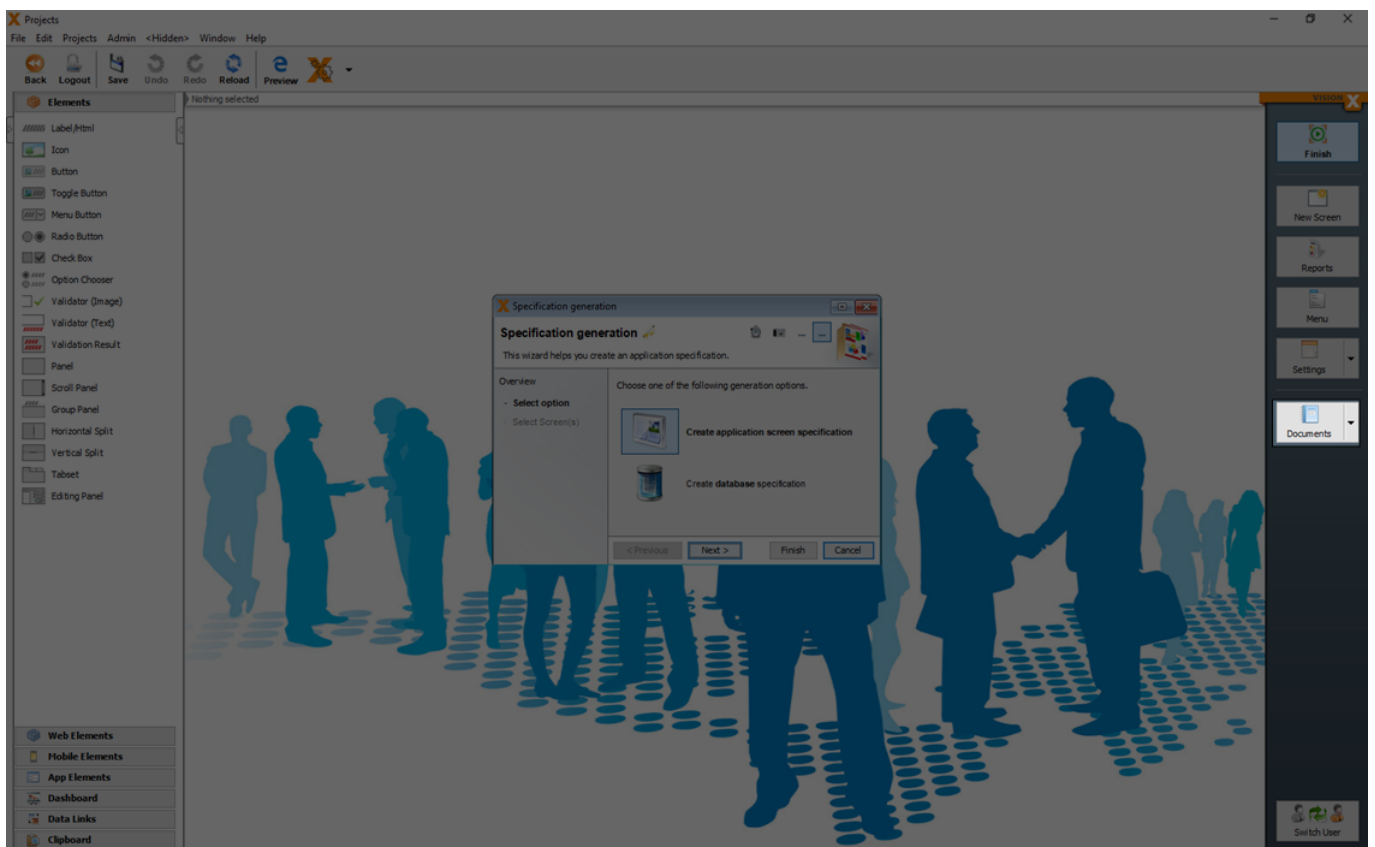 Projects
File Edit Projects Admin <Hidden> Window Help
Back Logout Save Undo Redo Reload Preview
Elements
Nothing selected
Label/Html
Icon
Button
Toggle Button
Menu Button
Radio Button
Check Box
Option Chooser
Validator (Image)
Validator (Text)
Validation Result
Panel
Scroll Panel
Group Panel
Horizontal Split
Vertical Split
Tabset
Editing Panel
Web Elements
Mobile Elements
App Elements
Dashboard
Data Links
Clipboard
Specification generation
Specification generation
This wizard helps you create an application specification.
Overview
- Select option
- Select Screen(s)
Choose one of the following generation options.
Create application screen specification
Create database specification
< Previous Next > Finish Cancel
VISION X
Finish
New Screen
Reports
Menu
Settings
Documents
Switch User